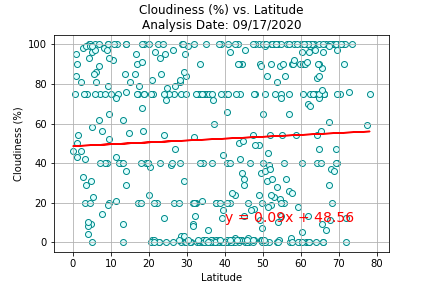 Cloudiness (%) vs. Latitude
Analysis Date: 09/17/2020
Cloudiness (%)
100
80
60
40
20
0
y = 0.09x + 48.56
0 10 20 30 40 50 60 70 80
Latitude